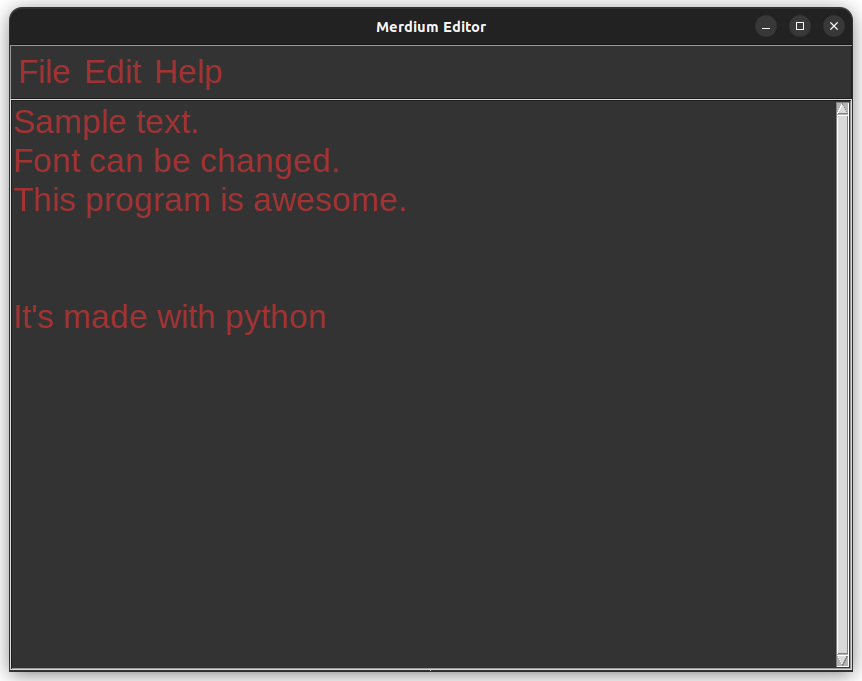 Merdium Editor
File Edit Help
Sample text.
Font can be changed.
This program is awesome.
It's made with python